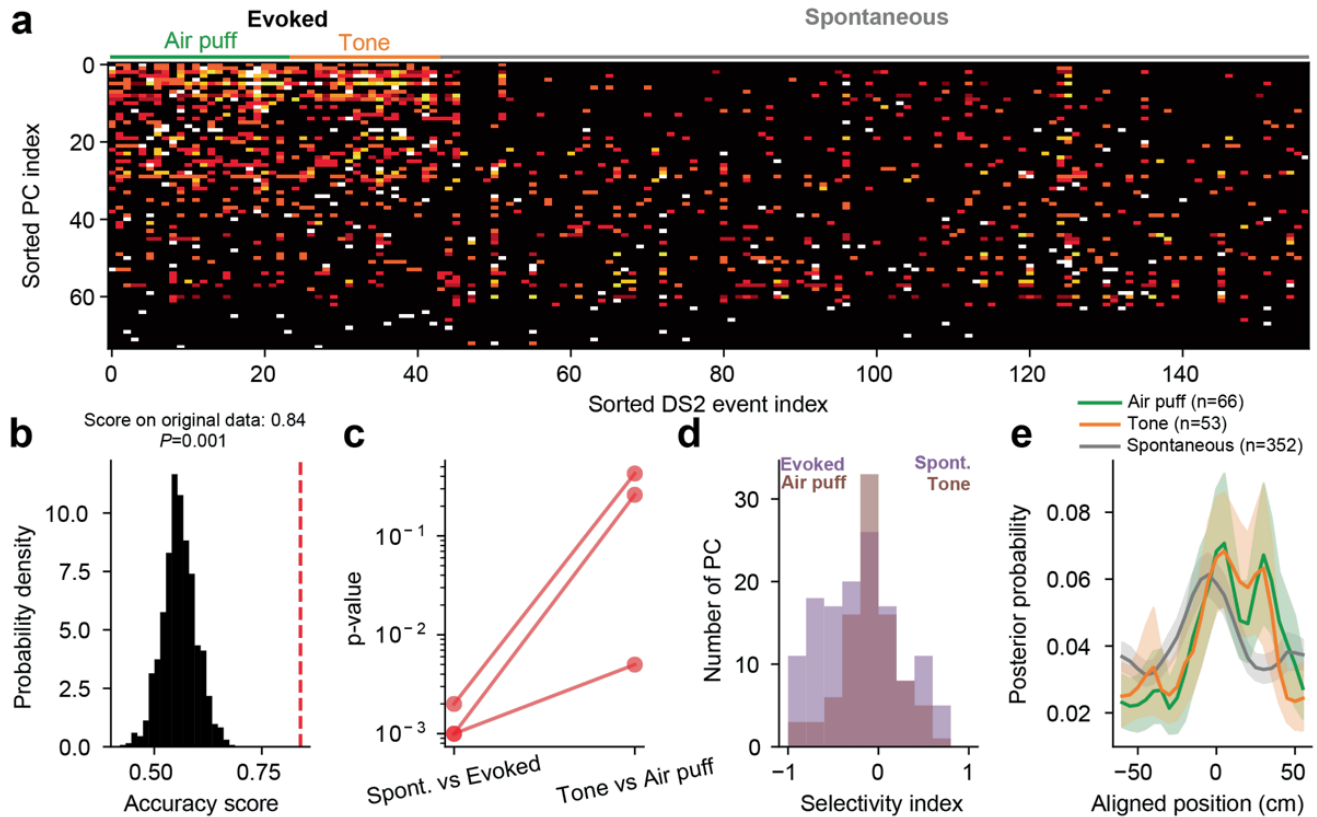 a
Evoked
Spontaneous
Air puff
Tone
0
20
40
60
Sorted PC index
0 20 40 60 80 100 120 140
Sorted DS2 event index
b
Score on original data: 0.84
P=0.001
10.0
7.5
5.0
2.5
0.0
Probability density
0.50 0.75
Accuracy score
c
10⁻¹
10⁻²
10⁻³
p-value
Spont. vs Evoked
Tone vs Air puff
d
Evoked Spont.
Air puff Tone
30
20
10
0
Number of PC
−1 0 1
Selectivity index
e
Air puff (n=66)
Tone (n=53)
Spontaneous (n=352)
0.08
0.06
0.04
0.02
Posterior probability
−50 0 50
Aligned position (cm)